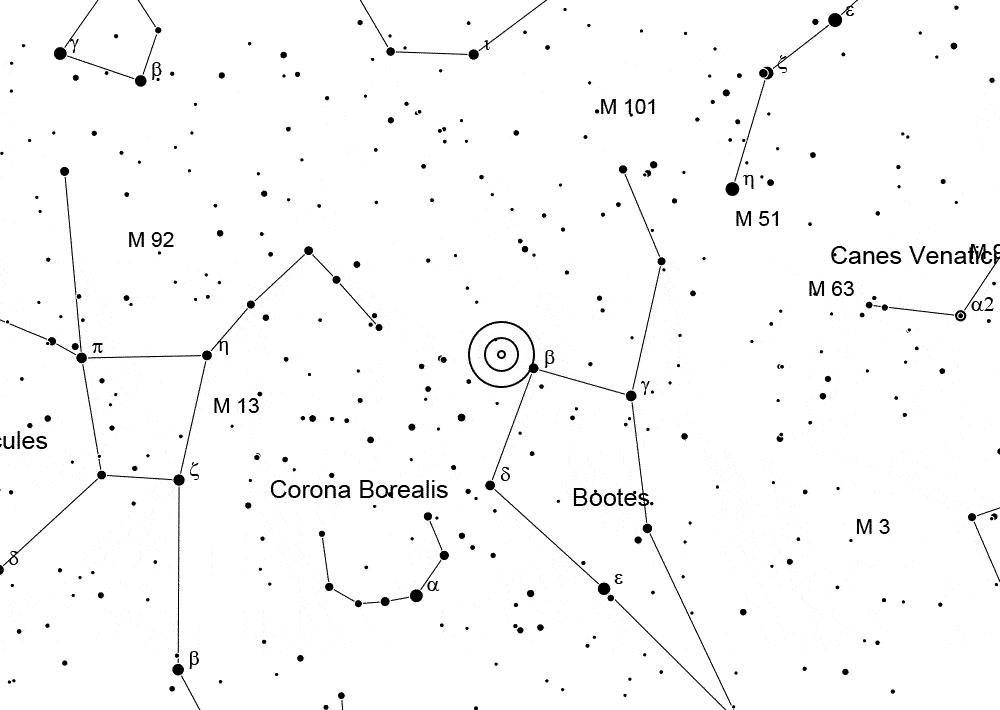 ε
γ
ι
ζ
β
M 101
η
M 51
M 92
Canes Venatic
M 63
α2
π
η
β
γ
M 13
cules
ζ
δ
Corona Borealis
Bootes
M 3
δ
ε
α
β